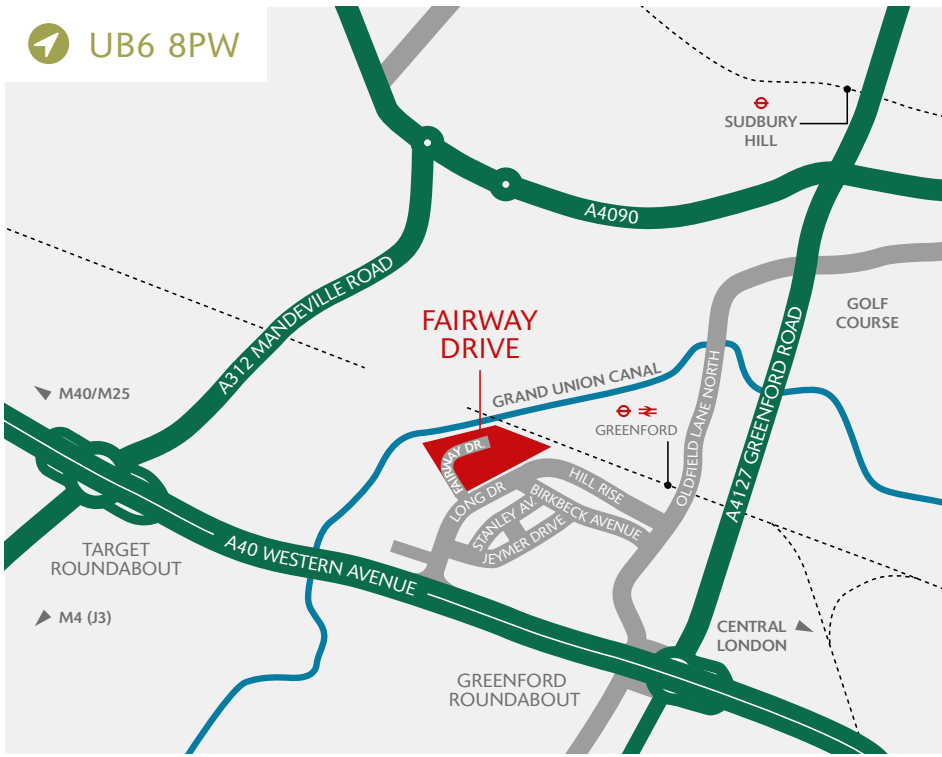 UB6 8PW
SUDBURY
HILL
A4090
A312 MANDEVILLE ROAD
GOLF
COURSE
FAIRWAY
DRIVE
GRAND UNION CANAL
M40/M25
OLDFIELD LANE NORTH
A4127 GREENFORD ROAD
GREENFORD
FAIRWAY DR.
LONG DR
HILL RISE
STANLEY AV.
BIRKBECK AVENUE
JEYMER DRIVE
TARGET
ROUNDABOUT
A40 WESTERN AVENUE
M4 (J3)
CENTRAL
LONDON
GREENFORD
ROUNDABOUT